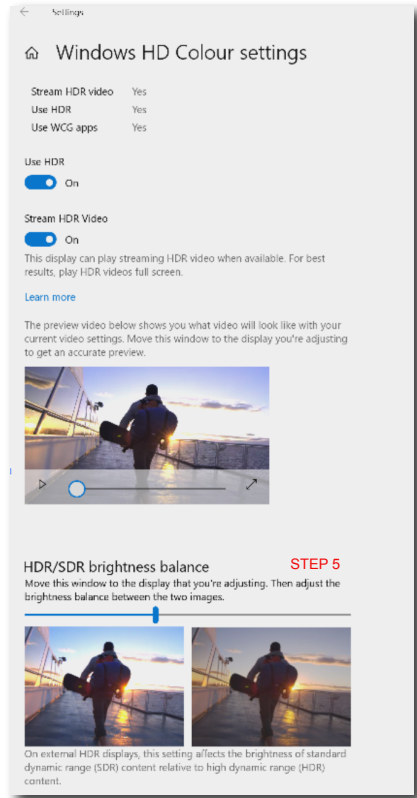 Settings
Windows HD Colour settings
Stream HDR video Yes
Use HDR Yes
Use WCG apps Yes
Use HDR
On
Stream HDR Video
On
This display can play streaming HDR video when available. For best
results, play HDR videos full screen.
Learn more
The preview video below shows you what video will look like with your
current video settings. Move this window to the display you're adjusting
to get an accurate preview.
HDR/SDR brightness balance STEP 5
Move this window to the display that you're adjusting. Then adjust the
brightness balance between the two images.
On external HDR displays, this setting affects the brightness of standard
dynamic range (SDR) content relative to high dynamic range (HDR)
content.